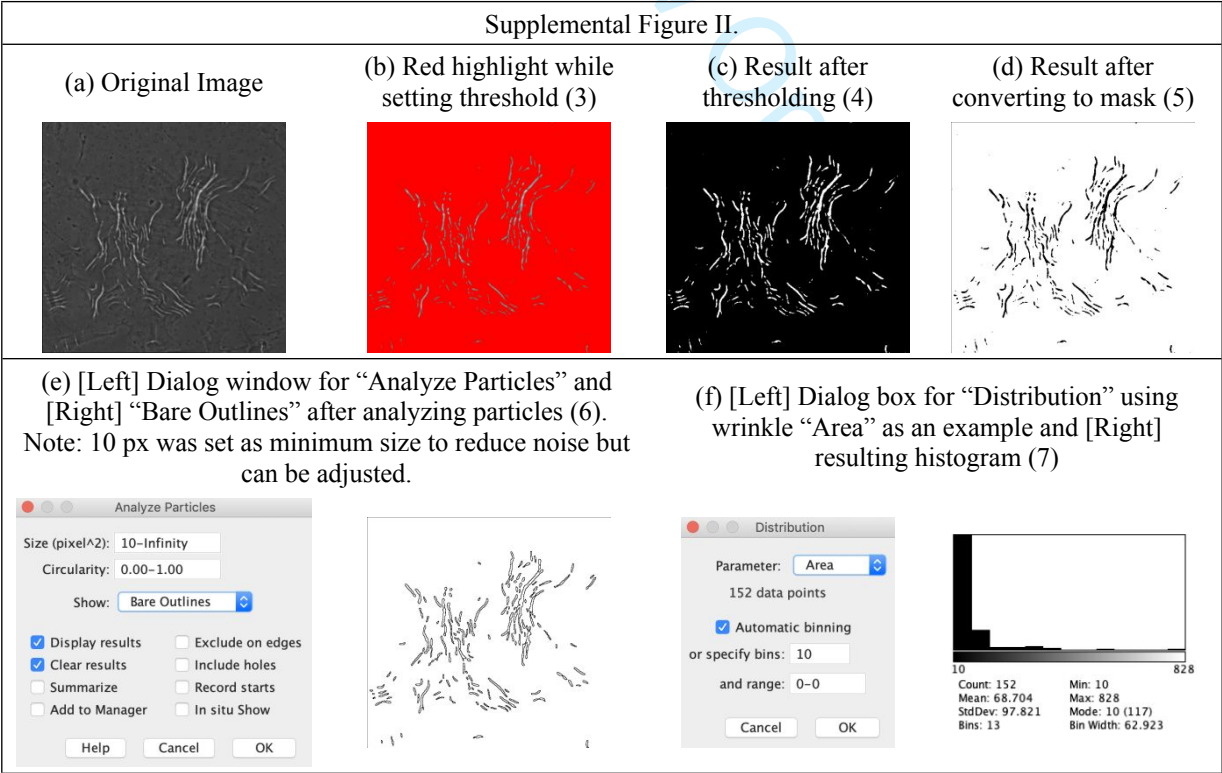 Supplemental Figure II.
(a) Original Image
(b) Red highlight while
setting threshold (3)
(c) Result after
thresholding (4)
(d) Result after
converting to mask (5)
(e) [Left] Dialog window for “Analyze Particles” and
[Right] “Bare Outlines” after analyzing particles (6).
Note: 10 px was set as minimum size to reduce noise but
can be adjusted.
(f) [Left] Dialog box for “Distribution” using
wrinkle “Area” as an example and [Right]
resulting histogram (7)
Analyze Particles
Size (pixel^2): 10-Infinity
Circularity: 0.00-1.00
Show: Bare Outlines
Display results Exclude on edges
Clear results Include holes
Summarize Record starts
Add to Manager In situ Show
Help Cancel OK
Distribution
Parameter: Area
152 data points
Automatic binning
or specify bins: 10
and range: 0-0
Cancel OK
10 828
Count: 152 Min: 10
Mean: 68.704 Max: 828
StdDev: 97.821 Mode: 10 (117)
Bins: 13 Bin Width: 62.923